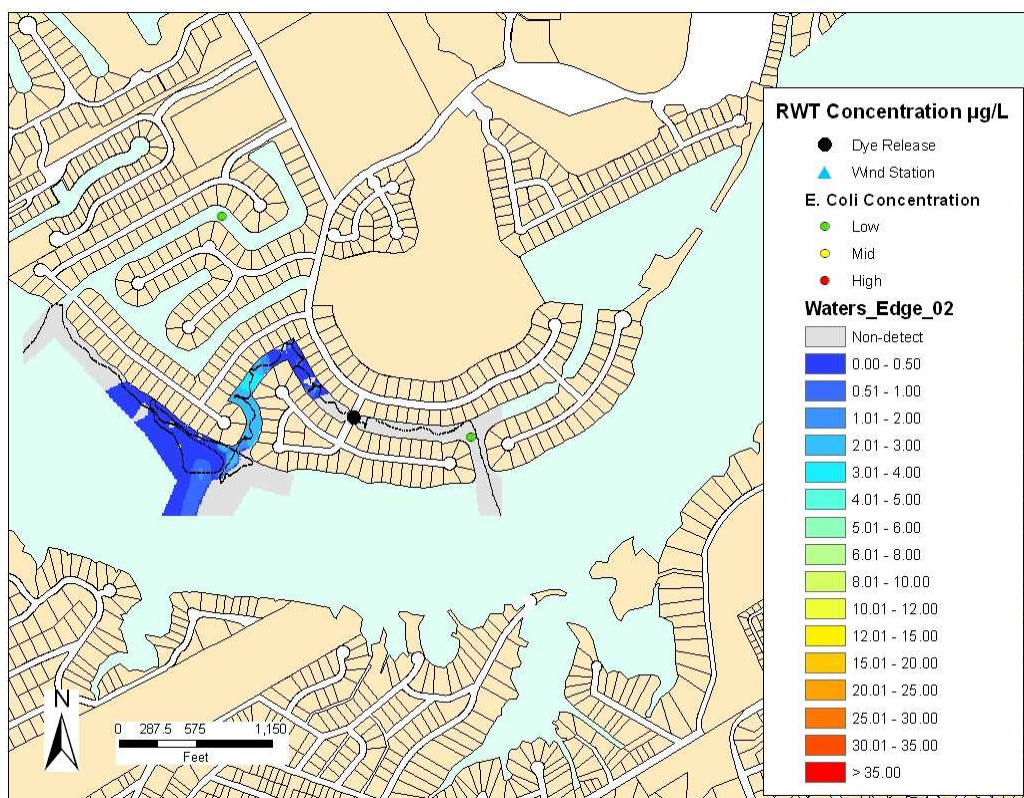 RWT Concentration µg/L
Dye Release
Wind Station
E. Coli Concentration
Low
Mid
High
Waters_Edge_02
Non-detect
0.00 - 0.50
0.51 - 1.00
1.01 - 2.00
2.01 - 3.00
3.01 - 4.00
4.01 - 5.00
5.01 - 6.00
6.01 - 8.00
8.01 - 10.00
10.01 - 12.00
12.01 - 15.00
15.01 - 20.00
20.01 - 25.00
25.01 - 30.00
30.01 - 35.00
> 35.00
N
0 287.5 575 1,150
Feet